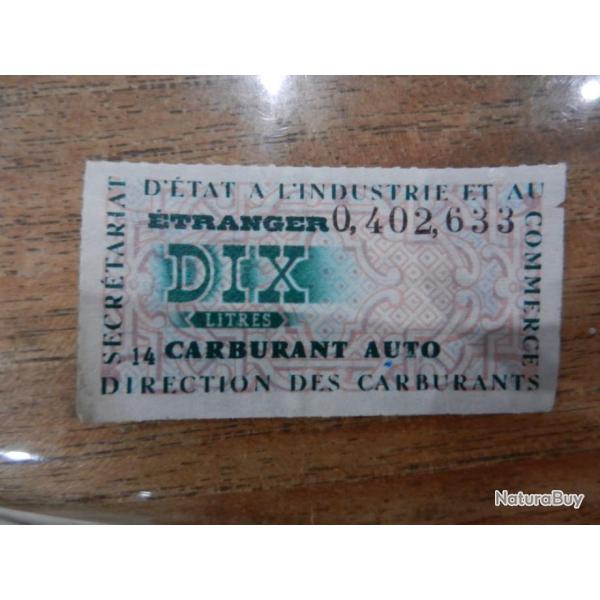 SECRÉTARIAT
D'ÉTAT A L'INDUSTRIE ET AU
COMMERCE
ÉTRANGER 0,402,633
DIX
LITRES
14 CARBURANT AUTO
DIRECTION DES CARBURANTS
NaturaBuy